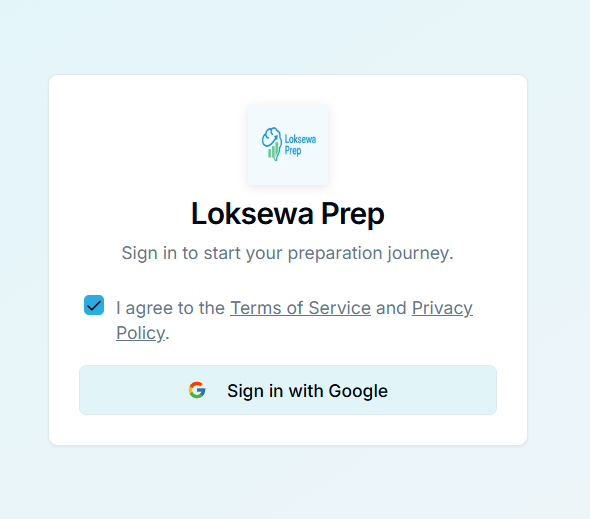 Loksewa
Prep
Loksewa Prep
Sign in to start your preparation journey.
I agree to the Terms of Service and Privacy
Policy.
Sign in with Google